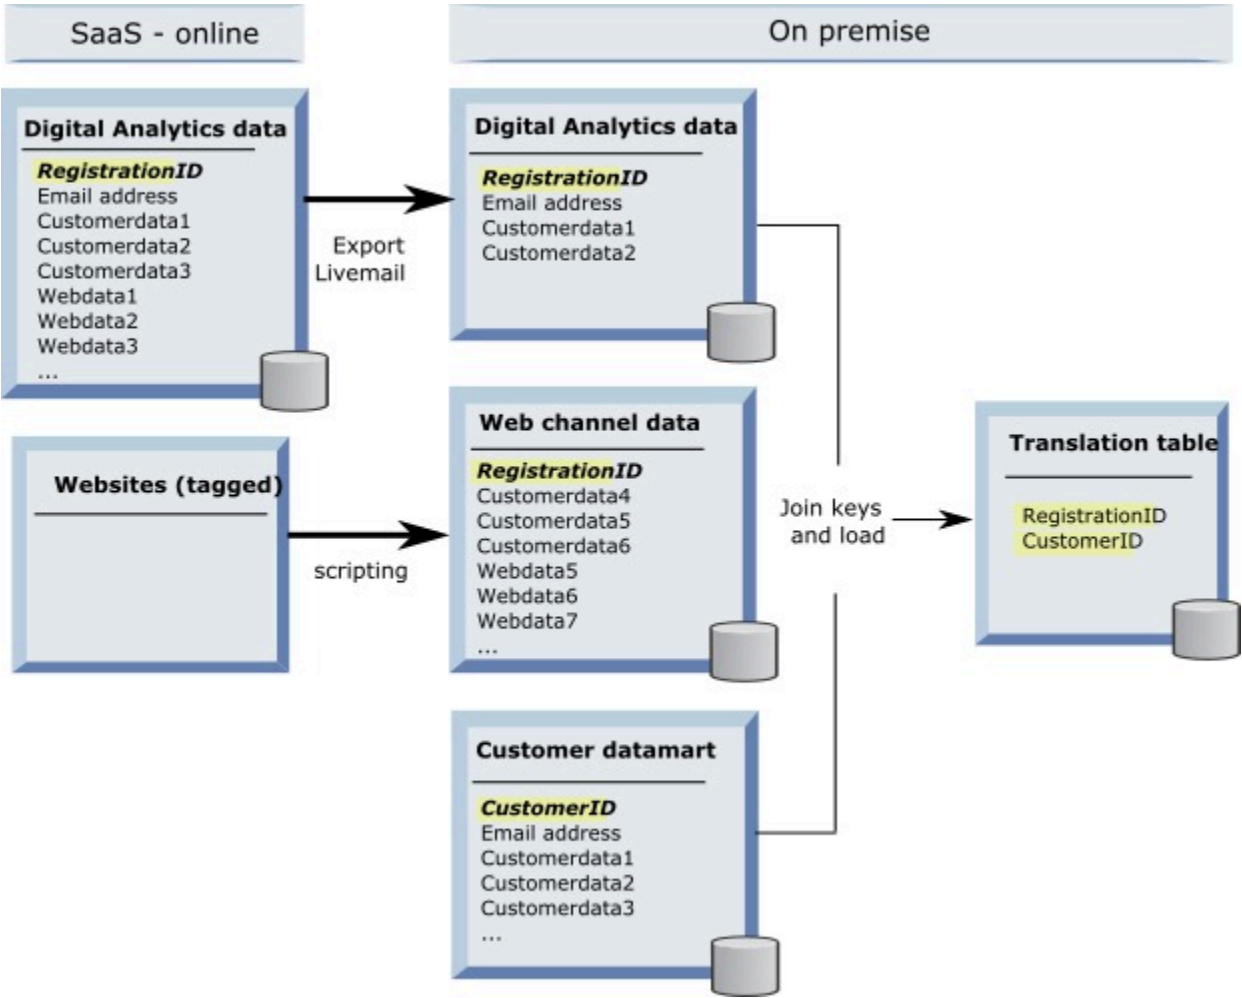 SaaS - online
On premise
Digital Analytics data
RegistrationID
Email address
Customerdata1
Customerdata2
Customerdata3
Webdata1
Webdata2
Webdata3
...
Export
Livemail
Digital Analytics data
RegistrationID
Email address
Customerdata1
Customerdata2
Websites (tagged)
scripting
Web channel data
RegistrationID
Customerdata4
Customerdata5
Customerdata6
Webdata5
Webdata6
Webdata7
...
Customer datamart
CustomerID
Email address
Customerdata1
Customerdata2
Customerdata3
...
Join keys
and load
Translation table
RegistrationID
CustomerID